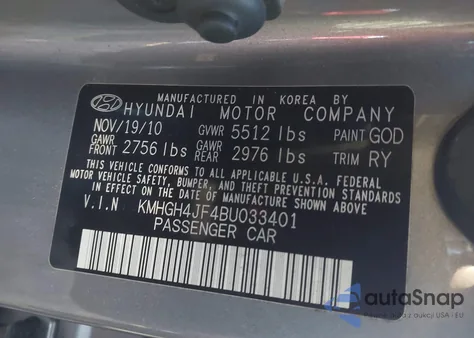 MANUFACTURED IN KOREA BY
HYUNDAI MOTOR COMPANY
NOV/19/10 GVWR 5512 lbs PAINT GOD
GAWR FRONT 2756 lbs GAWR REAR 2976 lbs TRIM RY
THIS VEHICLE CONFORMS TO ALL APPLICABLE U.S.A. FEDERAL
MOTOR VEHICLE SAFETY, BUMPER, AND THEFT PREVENTION STANDARDS
IN EFFECT ON THE DATE OF MANUFACTURE SHOWN ABOVE.
V.I.N KMHGH4JF4BU033401
PASSENGER CAR
autaSnap